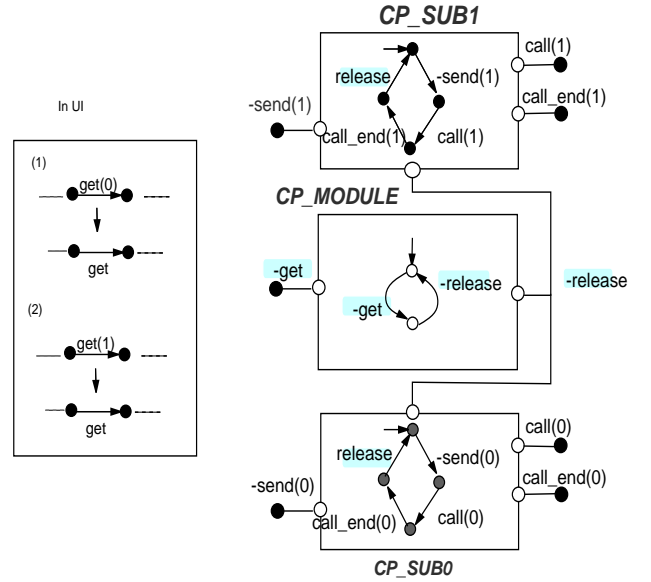 CP_SUB1
call(1)
release
-send(1)
call_end(1)
-send(1)
call_end(1)
call(1)
In UI
(1)
get(0)
get
(2)
get(1)
get
CP_MODULE
-get
-release
-get
-release
call(0)
release
-send(0)
call_end(0)
-send(0)
call_end(0)
call(0)
CP_SUB0